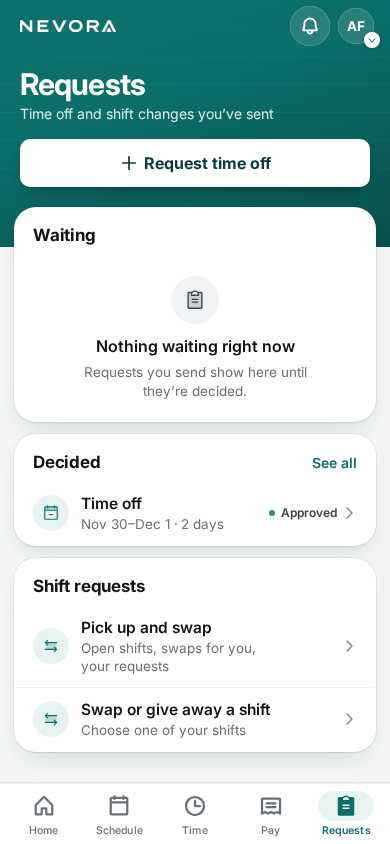 NEVORA
AF
Requests
Time off and shift changes you’ve sent
Request time off
Waiting
Nothing waiting right now
Requests you send show here until
they’re decided.
Decided
See all
Time off
Nov 30–Dec 1 · 2 days
Approved
Shift requests
Pick up and swap
Open shifts, swaps for you,
your requests
Swap or give away a shift
Choose one of your shifts
Home
Schedule
Time
Pay
Requests